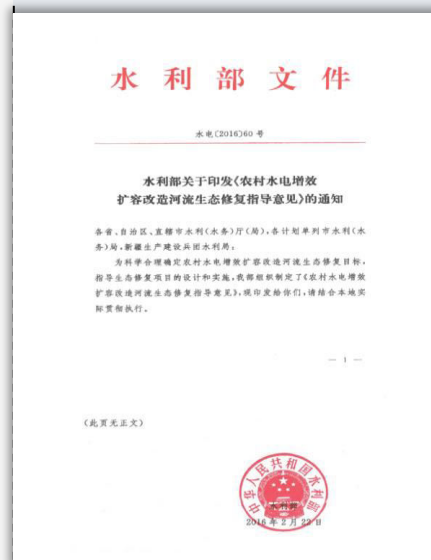 水利部文件
水电〔2016〕60号
水利部关于印发《农村水电增效
扩容改造河流生态修复指导意见》的通知
各省、自治区、直辖市水利（水务）厅（局），各计划单列市水利（水
务）局，新疆生产建设兵团水利局：
为科学合理确定农村水电增效扩容改造河流生态修复目标，
指导生态修复项目的设计和实施，我部组织制定了《农村水电增效
扩容改造河流生态修复指导意见》，现印发给你们，请结合本地实
际贯彻执行。
— 1 —
（此页无正文）
中华人民共和国水利部
水利部
2016年2月22日